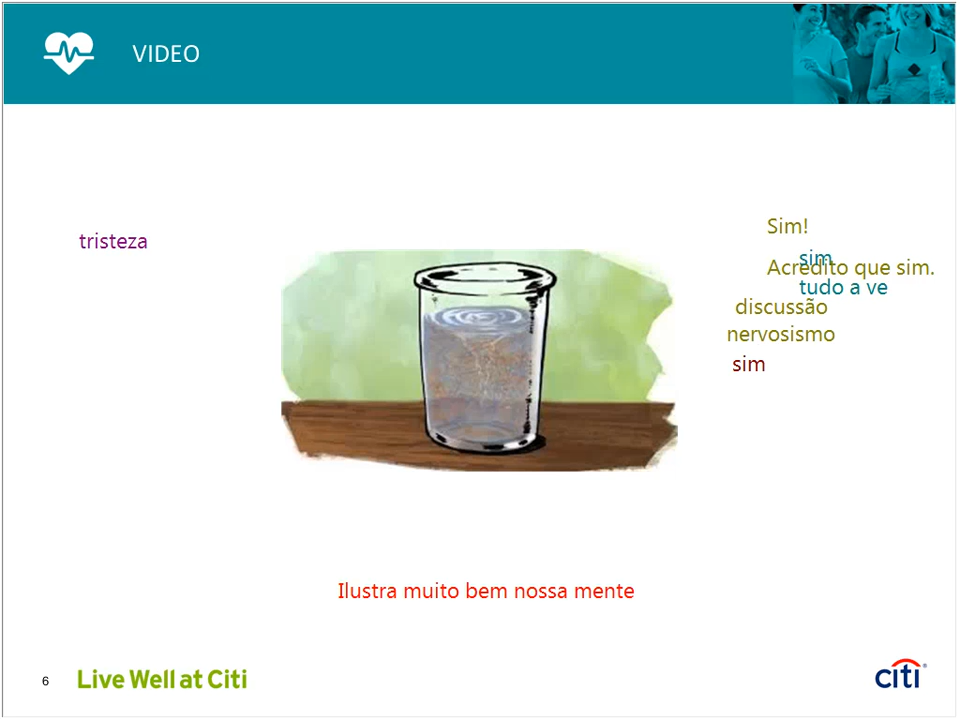 VIDEO
tristeza
Sim!
sim
Acredito que sim.
tudo a ve
discussão
nervosismo
sim
Ilustra muito bem nossa mente
6
Live Well at Citi
citi